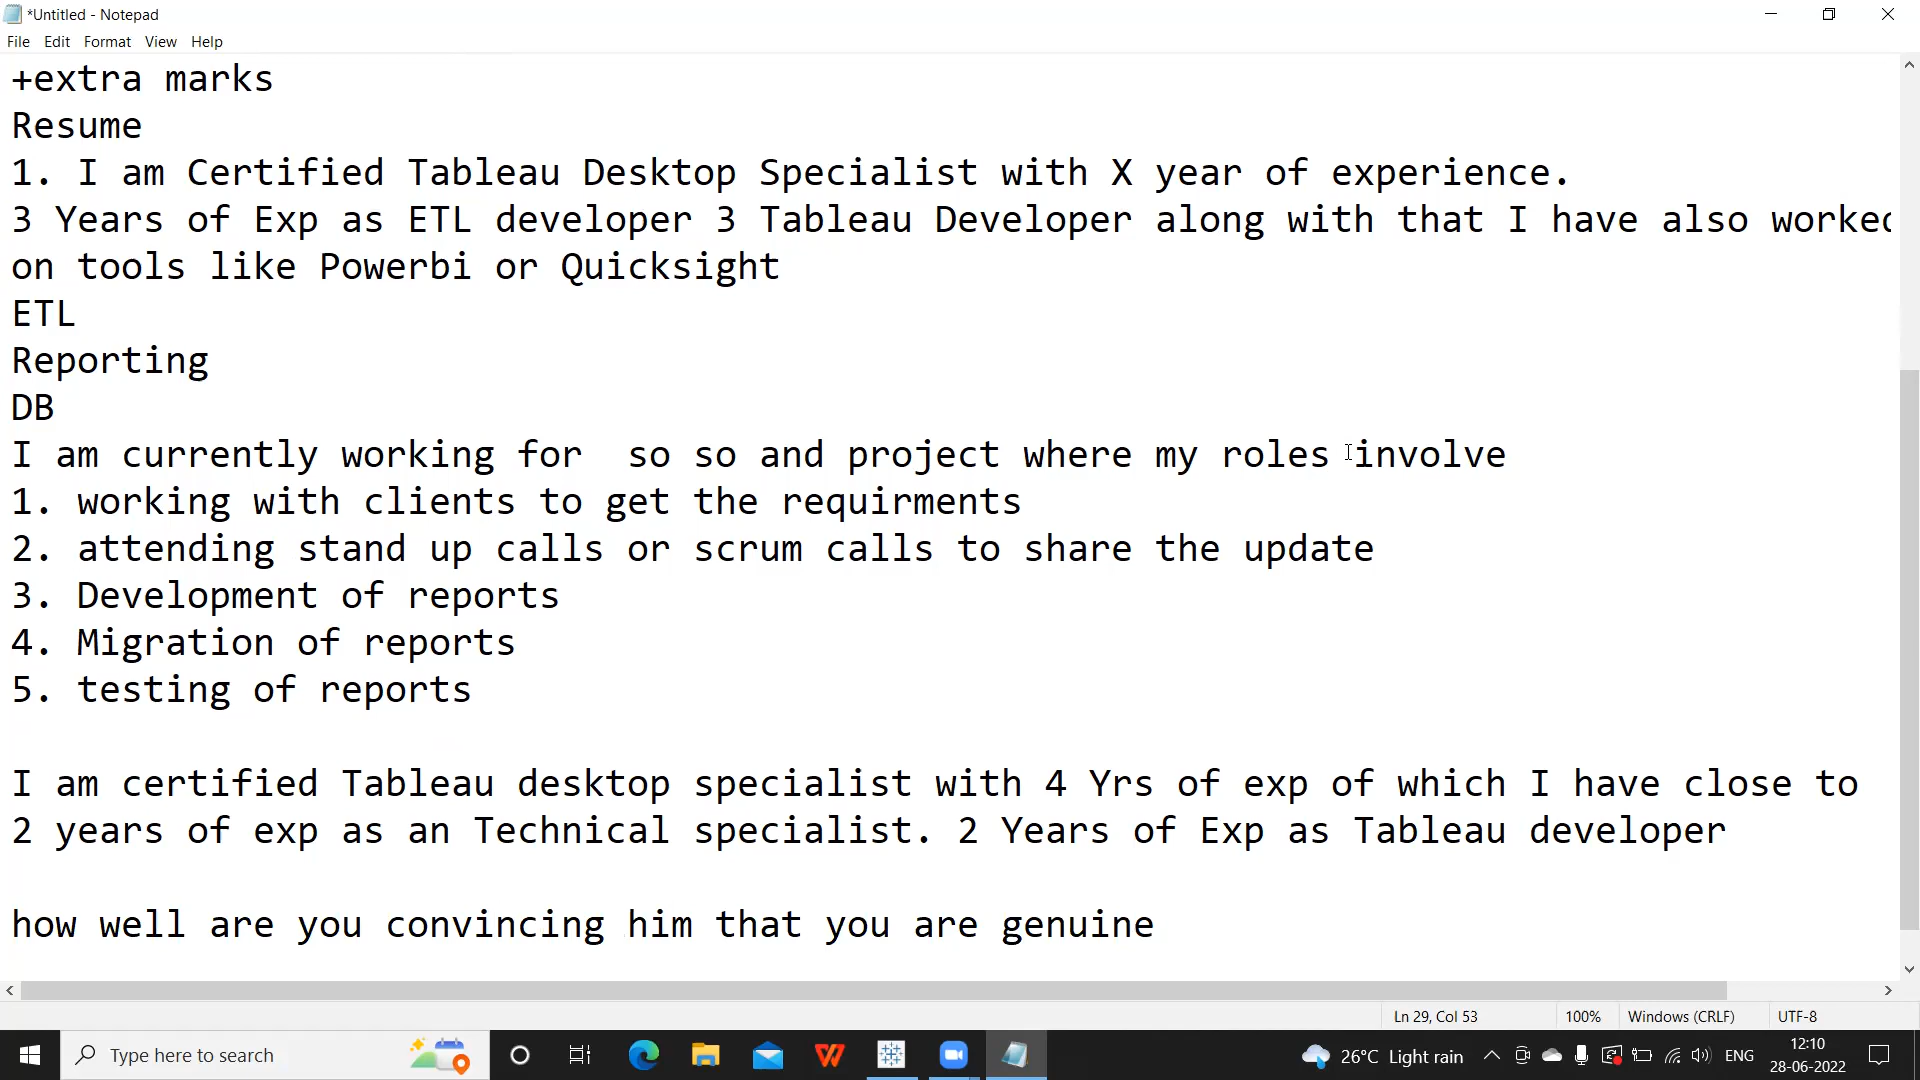 *Untitled - Notepad
File Edit Format View Help
+extra marks
Resume
1. I am Certified Tableau Desktop Specialist with X year of experience.
3 Years of Exp as ETL developer 3 Tableau Developer along with that I have also worked
on tools like Powerbi or Quicksight
ETL
Reporting
DB
I am currently working for  so so and project where my roles involve
1. working with clients to get the requirments
2. attending stand up calls or scrum calls to share the update
3. Development of reports
4. Migration of reports
5. testing of reports
I am certified Tableau desktop specialist with 4 Yrs of exp of which I have close to
2 years of exp as an Technical specialist. 2 Years of Exp as Tableau developer
how well are you convincing him that you are genuine
Ln 29, Col 53 100% Windows (CRLF) UTF-8
Type here to search 26°C Light rain ENG 12:10
28-06-2022